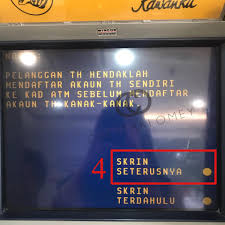 Kawanku
PELANGGAN TH HENDAKLAH
MENDAFTAR AKAUN TH SENDIRI
KE KAD ATM SEBELUM MENDAFTAR
AKAUN TH KANAK-KANAK.
4
SKRIN
SETERUSNYA
SKRIN
TERDAHULU